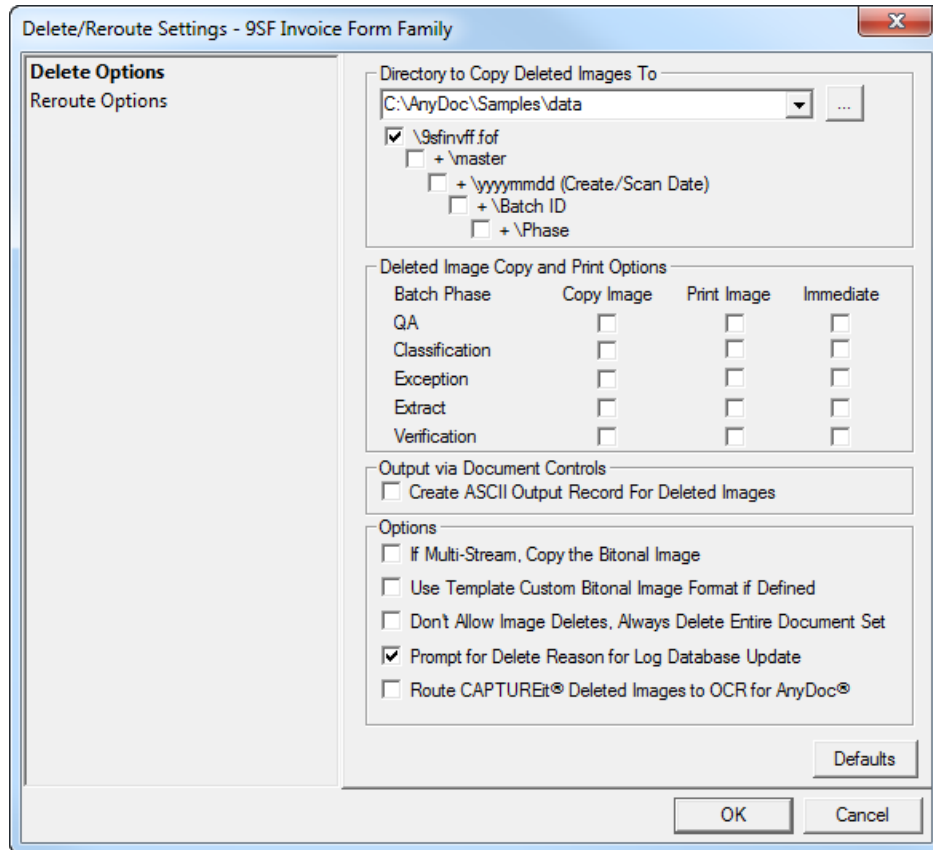 Delete/Reroute Settings - 9SF Invoice Form Family
Delete Options
Reroute Options
Directory to Copy Deleted Images To
C:\AnyDoc\Samples\data
...
\9sfinvff.fof
+ \master
+ \yyyymmdd (Create/Scan Date)
+ \Batch ID
+ \Phase
Deleted Image Copy and Print Options
Batch Phase Copy Image Print Image Immediate
QA
Classification
Exception
Extract
Verification
Output via Document Controls
Create ASCII Output Record For Deleted Images
Options
If Multi-Stream, Copy the Bitonal Image
Use Template Custom Bitonal Image Format if Defined
Don't Allow Image Deletes, Always Delete Entire Document Set
Prompt for Delete Reason for Log Database Update
Route CAPTUREit® Deleted Images to OCR for AnyDoc®
Defaults
OK Cancel